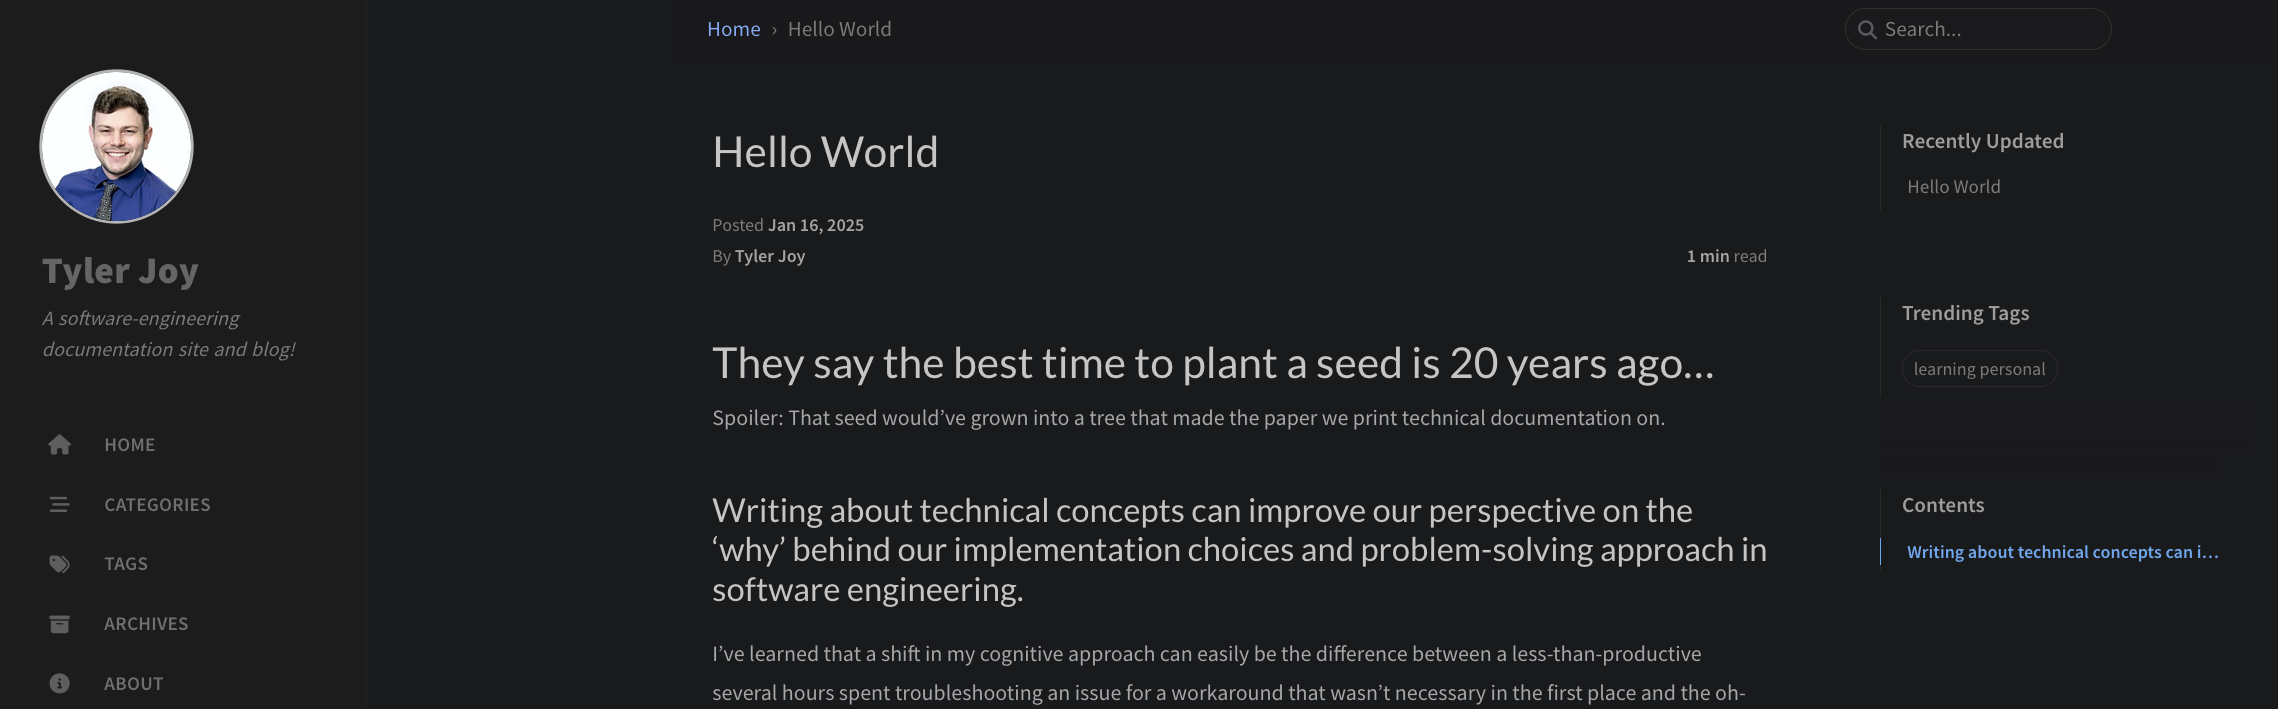 Home › Hello World
Search...
Tyler Joy
A software-engineering
documentation site and blog!
HOME
CATEGORIES
TAGS
ARCHIVES
ABOUT
Hello World
Posted Jan 16, 2025
By Tyler Joy
1 min read
They say the best time to plant a seed is 20 years ago…
Spoiler: That seed would’ve grown into a tree that made the paper we print technical documentation on.
Writing about technical concepts can improve our perspective on the
‘why’ behind our implementation choices and problem-solving approach in
software engineering.
I’ve learned that a shift in my cognitive approach can easily be the difference between a less-than-productive
several hours spent troubleshooting an issue for a workaround that wasn’t necessary in the first place and the oh-
Recently Updated
Hello World
Trending Tags
learning personal
Contents
Writing about technical concepts can i…